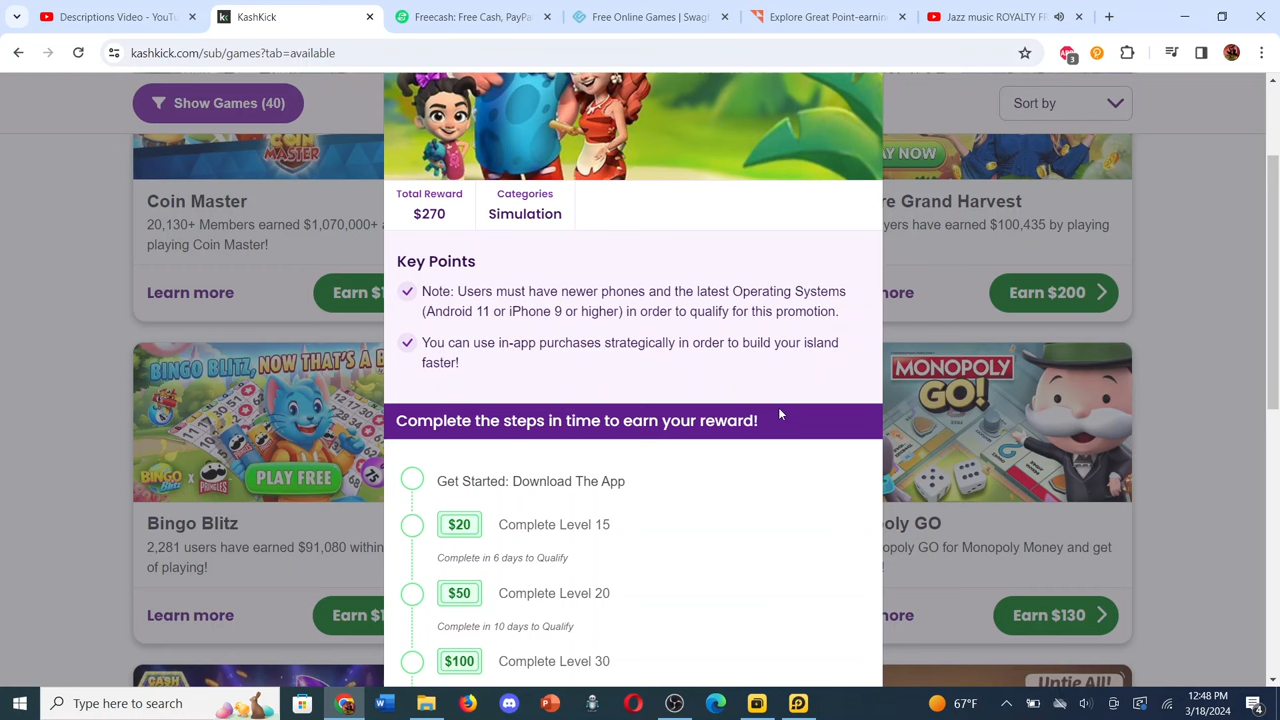 Descriptions Video - YouTu
KashKick
Freecash: Fun Cash, PayPa
Free Online Games | Swagb
Explore Great Point-earnin
Jazz music ROYALTY FR
kashkick.com/sub/games?tab=available
3
Show Games (40)
Sort by
COIN
MASTER
Y NOW
Coin Master
20,130+ Members earned $1,070,000+ a
playing Coin Master!
Learn more
Earn $1
Total Reward
$270
Categories
Simulation
re Grand Harvest
yers have earned $100,435 by playing
more
Earn $200
Key Points
Note: Users must have newer phones and the latest Operating Systems
(Android 11 or iPhone 9 or higher) in order to qualify for this promotion.
You can use in-app purchases strategically in order to build your island
faster!
Complete the steps in time to earn your reward!
Get Started: Download The App
$20 Complete Level 15
Complete in 6 days to Qualify
$50 Complete Level 20
Complete in 10 days to Qualify
$100 Complete Level 30
BINGO BLITZ, NOW THAT'S A B
BINGO
BLITZ
PLAY FREE
Bingo Blitz
2,281 users have earned $91,080 within
of playing!
Learn more
Earn $1
MONOPOLY
GO!
oly GO
opoly GO for Monopoly Money and get
!
more
Earn $130
CASH
Untie All!
Type here to search
67°F
12:48 PM
3/18/2024